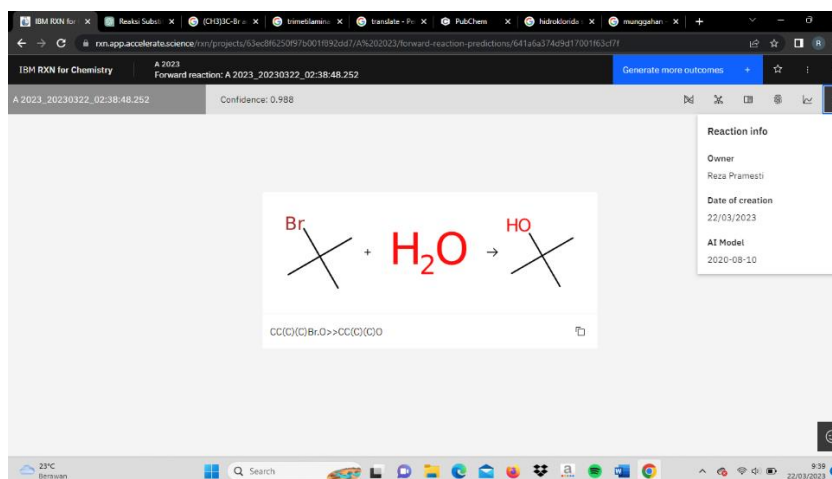 IBM RXN for
Reaksi Substi
(CH3)3C-Br a
trimetilamina
translate - Pe
PubChem
hidroklorida
munggahan
rxn.app.accelerate.science/rxn/projects/63ec8f6250f97b001f892dd7/A%202023/forward-reaction-predictions/641a6a374d9d17001f63cf7f
IBM RXN for Chemistry
A 2023
Forward reaction: A 2023_20230322_02:38:48.252
Generate more outcomes +
A 2023_20230322_02:38:48.252
Confidence: 0.988
Reaction info
Owner
Reza Pramesti
Date of creation
22/03/2023
AI Model
2020-08-10
Br
+ H₂O →
HO
CC(C)(C)Br.O>>CC(C)(C)O
23°C
Berawan
Search
9:39
22/03/2023